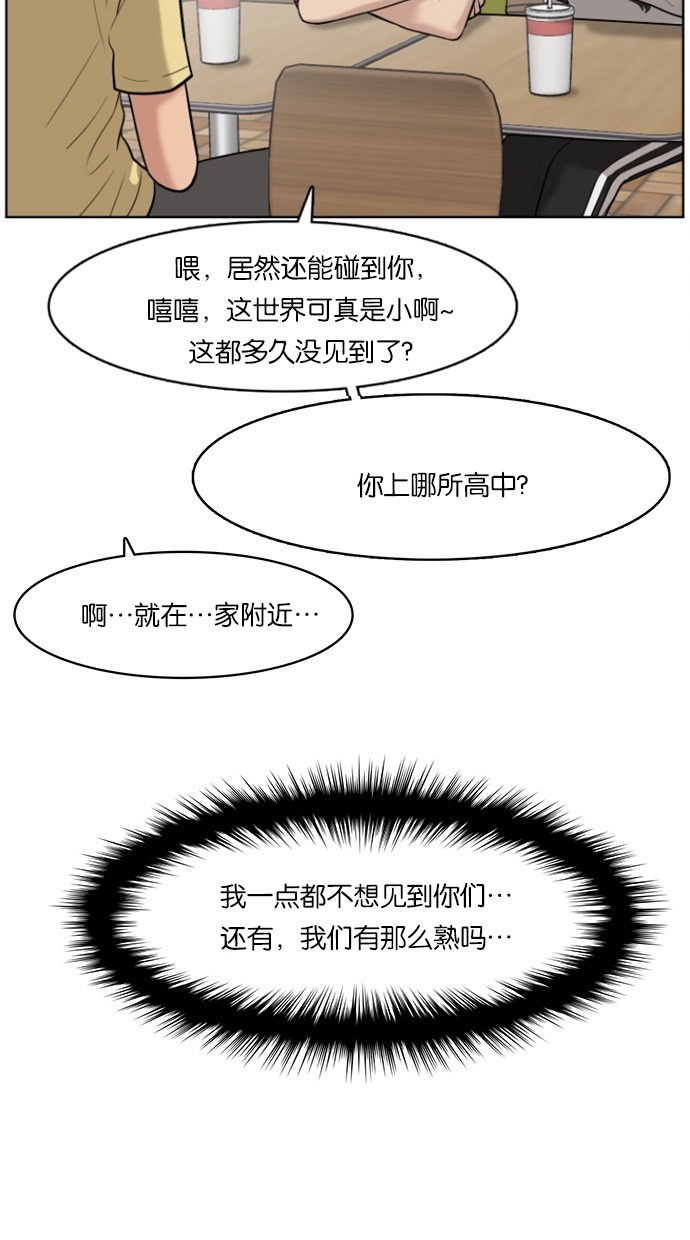 喂，居然还能碰到你，
嘻嘻，这世界可真是小啊~
这都多久没见到了?
你上哪所高中?
啊…就在…家附近…
我一点都不想见到你们…
还有，我们有那么熟吗…